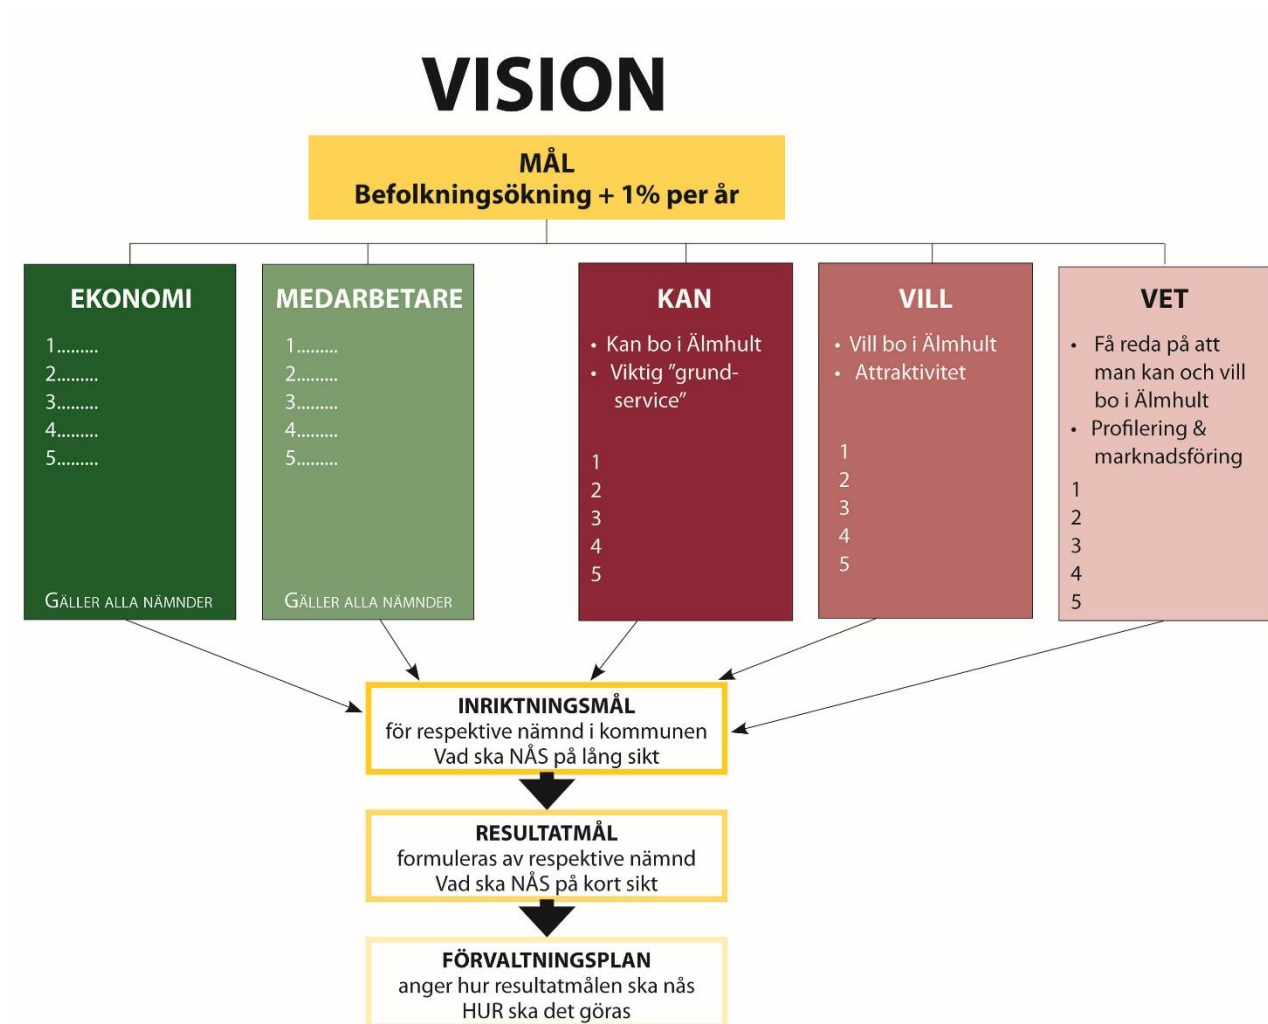 VISION
MÅL
Befolkningsökning + 1% per år
EKONOMI
1.........
2.........
3.........
4.........
5.........
GÄLLER ALLA NÄMNDER
MEDARBETARE
1.........
2.........
3.........
4.........
5.........
GÄLLER ALLA NÄMNDER
KAN
• Kan bo i Älmhult
• Viktig ”grund-
service”
1
2
3
4
5
VILL
• Vill bo i Älmhult
• Attraktivitet
1
2
3
4
5
VET
• Få reda på att
man kan och vill
bo i Älmhult
• Profilering &
marknadsföring
1
2
3
4
5
INRIKTNINGSMÅL
för respektive nämnd i kommunen
Vad ska NÅS på lång sikt
RESULTATMÅL
formuleras av respektive nämnd
Vad ska NÅS på kort sikt
FÖRVALTNINGSPLAN
anger hur resultatmålen ska nås
HUR ska det göras